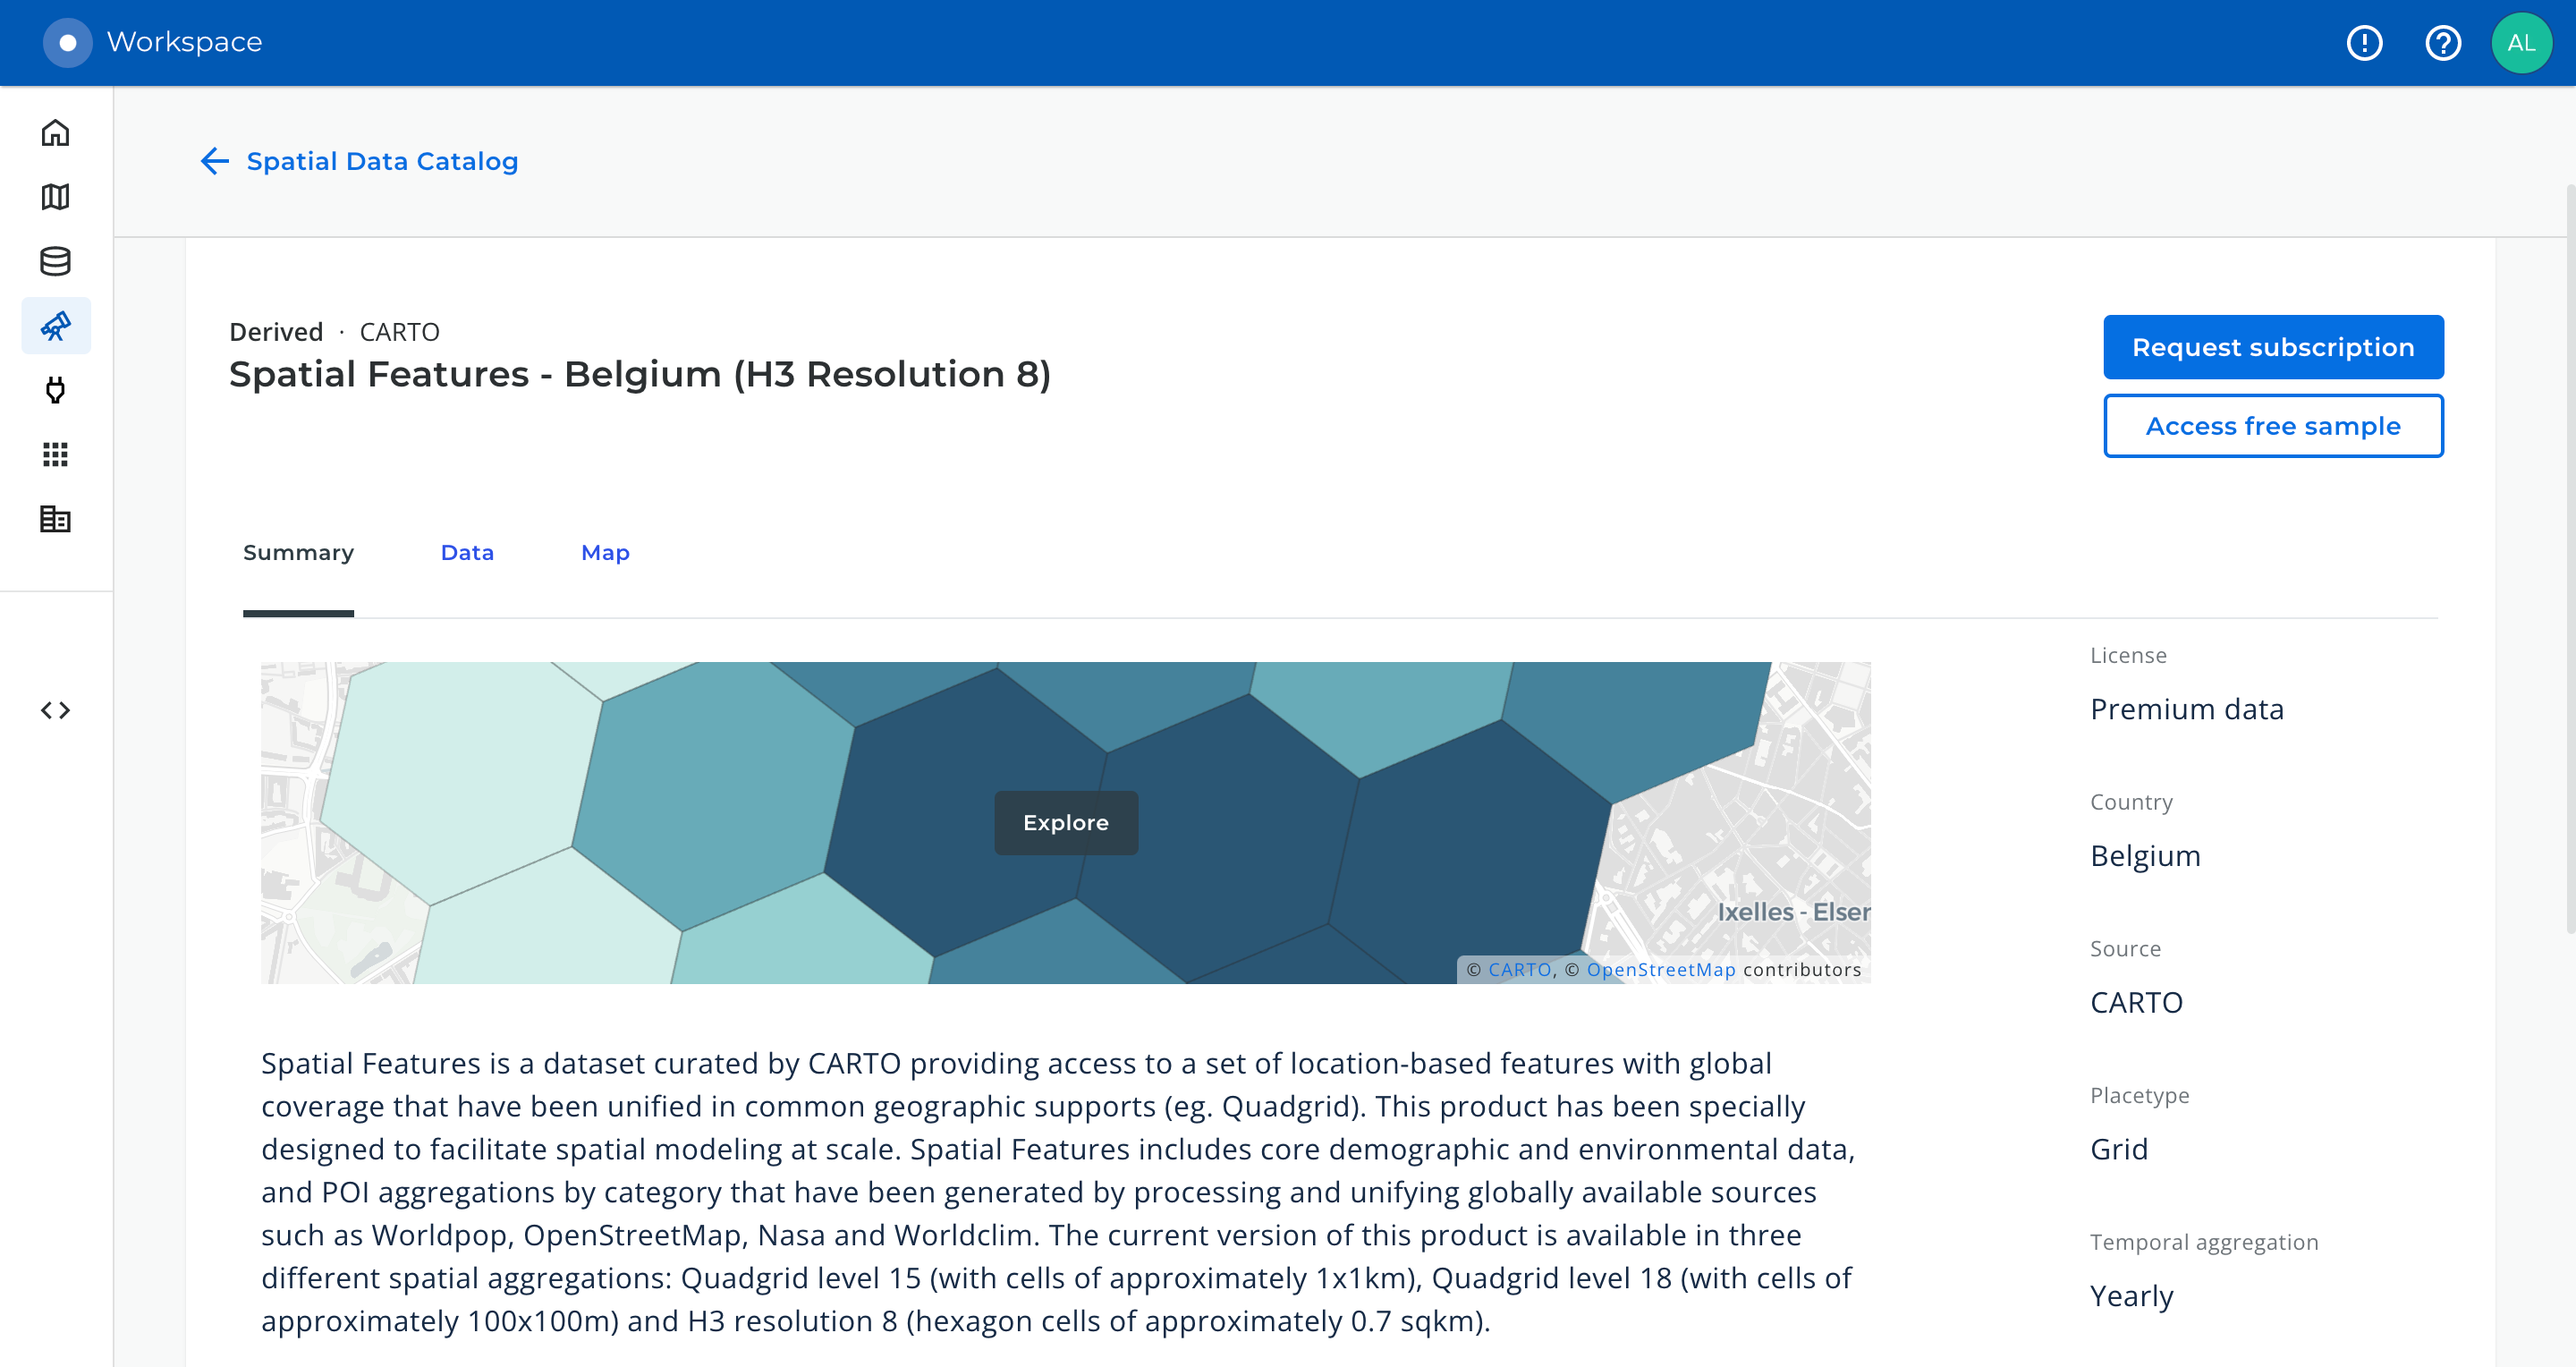 Workspace
AL
Spatial Data Catalog
Derived · CARTO
Spatial Features - Belgium (H3 Resolution 8)
Request subscription
Access free sample
Summary
Data
Map
Explore
Ixelles - Elser
© CARTO, © OpenStreetMap contributors
Spatial Features is a dataset curated by CARTO providing access to a set of location-based features with global
coverage that have been unified in common geographic supports (eg. Quadgrid). This product has been specially
designed to facilitate spatial modeling at scale. Spatial Features includes core demographic and environmental data,
and POI aggregations by category that have been generated by processing and unifying globally available sources
such as Worldpop, OpenStreetMap, Nasa and Worldclim. The current version of this product is available in three
different spatial aggregations: Quadgrid level 15 (with cells of approximately 1x1km), Quadgrid level 18 (with cells of
approximately 100x100m) and H3 resolution 8 (hexagon cells of approximately 0.7 sqkm).
License
Premium data
Country
Belgium
Source
CARTO
Placetype
Grid
Temporal aggregation
Yearly